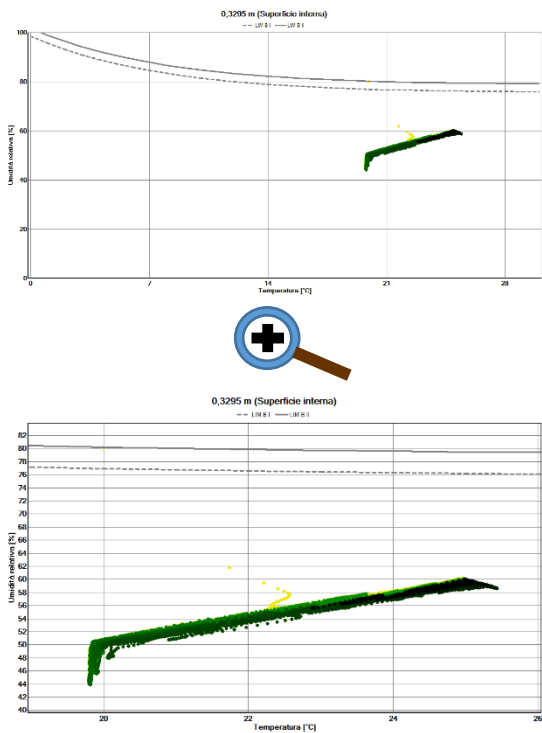 0,3295 m (Superficie interna)
LIM B I LIM B II
100
80
60
40
20
0
Umidità relativa [%]
0 7 14 21 28
Temperatura [°C]
0,3295 m (Superficie interna)
LIM B I LIM B II
82
80
78
76
74
72
70
68
66
64
62
60
58
56
54
52
50
48
46
44
42
40
Umidità relativa [%]
20 22 24 26
Temperatura [°C]